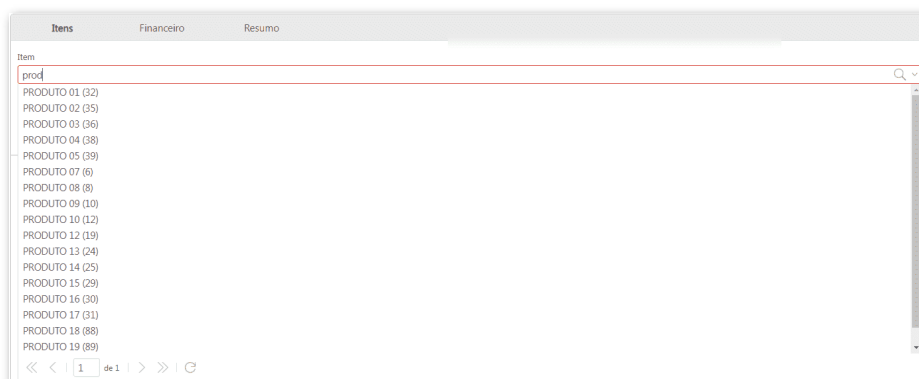 Itens Financeiro Resumo
Item
prod
PRODUTO 01 (32)
PRODUTO 02 (35)
PRODUTO 03 (36)
PRODUTO 04 (38)
PRODUTO 05 (39)
PRODUTO 07 (6)
PRODUTO 08 (8)
PRODUTO 09 (10)
PRODUTO 10 (12)
PRODUTO 12 (19)
PRODUTO 13 (24)
PRODUTO 14 (25)
PRODUTO 15 (29)
PRODUTO 16 (30)
PRODUTO 17 (31)
PRODUTO 18 (88)
PRODUTO 19 (89)
1 de 1